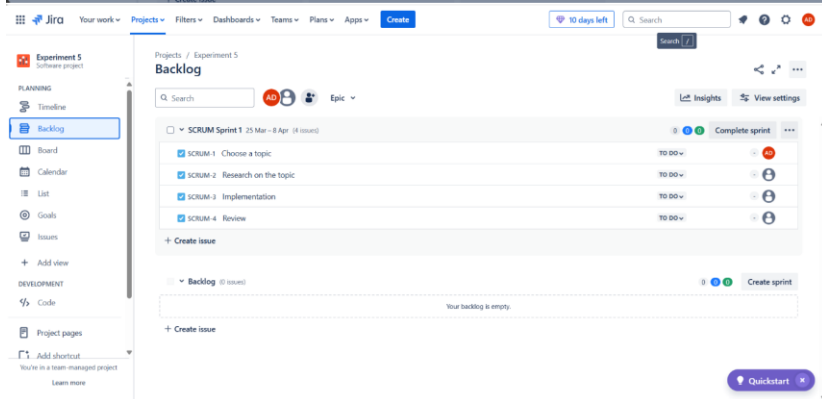 Create issue
Jira Your work Projects Filters Dashboards Teams Plans Apps Create 10 days left Search AD
Search /
Experiment 5
Software project
PLANNING
Timeline
Backlog
Board
Calendar
List
Goals
Issues
+ Add view
DEVELOPMENT
Code
Project pages
Add shortcut
You're in a team-managed project
Learn more
Projects / Experiment 5
Backlog
Search AD Epic Insights View settings
SCRUM Sprint 1 25 Mar – 8 Apr (4 issues) 0 0 0 Complete sprint
SCRUM-1 Choose a topic TO DO - AD
SCRUM-2 Research on the topic TO DO -
SCRUM-3 Implementation TO DO -
SCRUM-4 Review TO DO -
+ Create issue
Backlog (0 issues) 0 0 0 Create sprint
Your backlog is empty.
+ Create issue
Quickstart ×